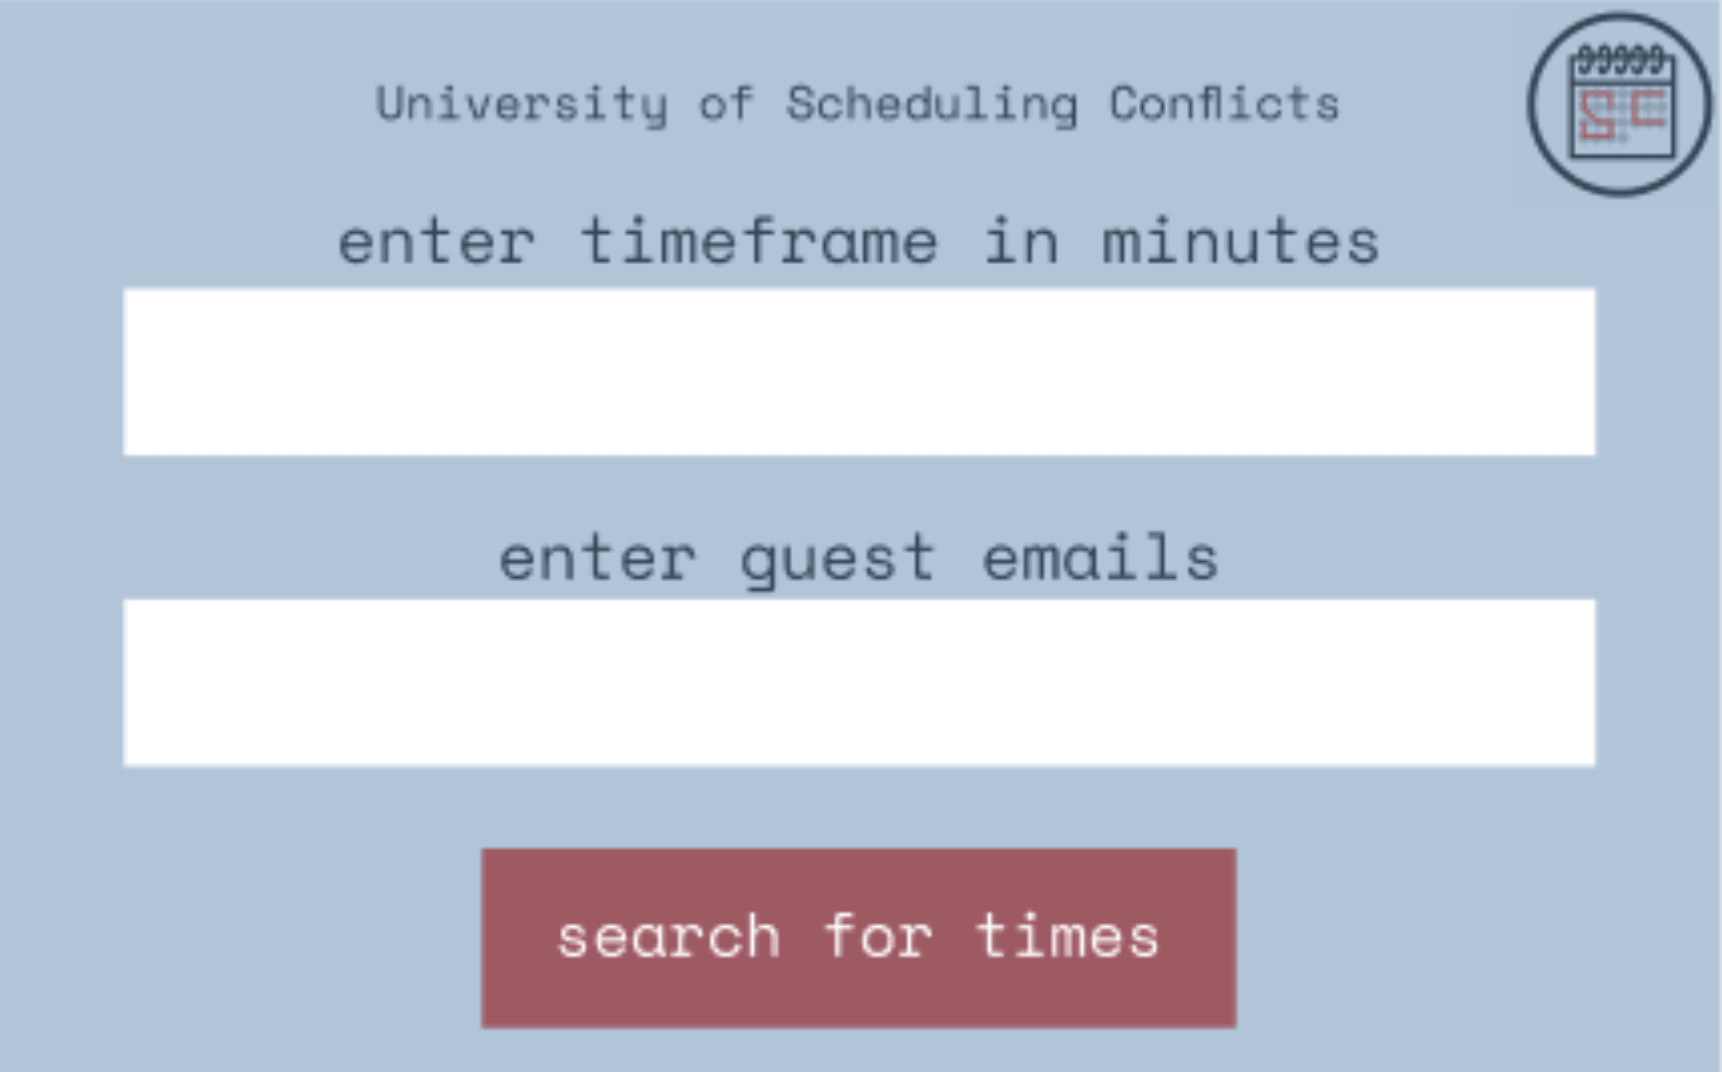 University of Scheduling Conflicts
SC
enter timeframe in minutes
enter guest emails
search for times